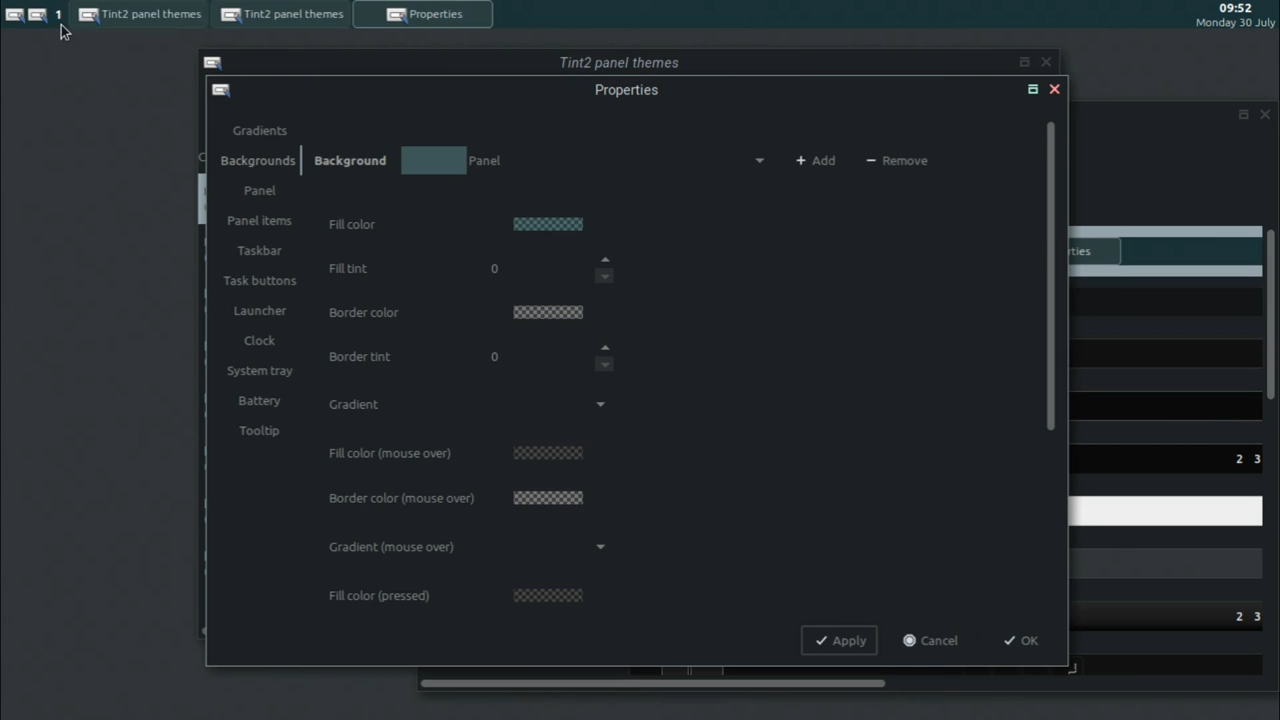 1 Tint2 panel themes Tint2 panel themes Properties 09:52
Monday 30 July
Tint2 panel themes
Properties
Gradients
Backgrounds Background Panel Add Remove
Panel
Panel items Fill color
Taskbar rties
Fill tint 0
Task buttons
Launcher Border color
Clock
Border tint 0
System tray
Battery Gradient
Tooltip
Fill color (mouse over)
2 3
Border color (mouse over)
Gradient (mouse over)
Fill color (pressed)
2 3
Apply Cancel OK